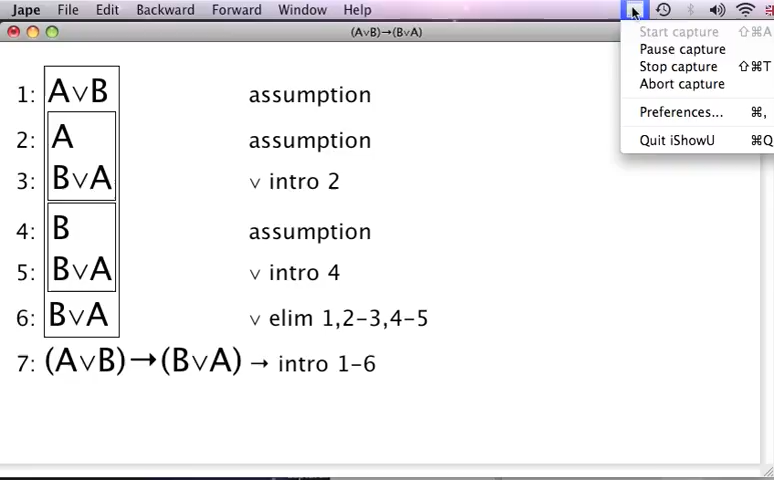 Jape File Edit Backward Forward Window Help
(A∨B)→(B∨A)
Start capture ⇧⌘A
Pause capture
Stop capture ⇧⌘T
Abort capture
Preferences... ⌘,
Quit iShowU ⌘Q
1: A∨B assumption
2: A assumption
3: B∨A ∨ intro 2
4: B assumption
5: B∨A ∨ intro 4
6: B∨A ∨ elim 1,2-3,4-5
7: (A∨B)→(B∨A) → intro 1-6